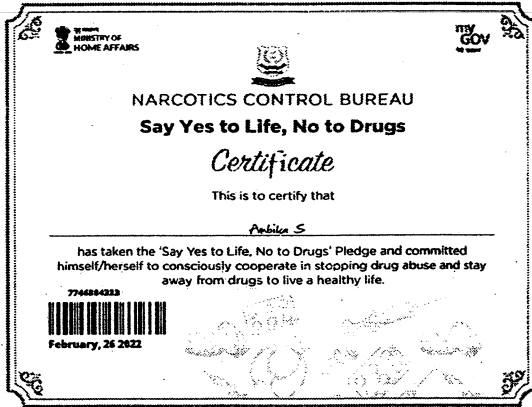 MINISTRY OF
HOME AFFAIRS
my
GOV
NARCOTICS CONTROL BUREAU
Say Yes to Life, No to Drugs
Certificate
This is to certify that
Ambika S
has taken the 'Say Yes to Life, No to Drugs' Pledge and committed
himself/herself to consciously cooperate in stopping drug abuse and stay
away from drugs to live a healthy life.
February, 26 2022